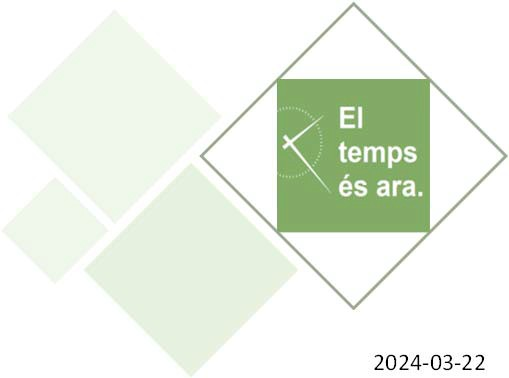 El
temps
és ara.
2024-03-22